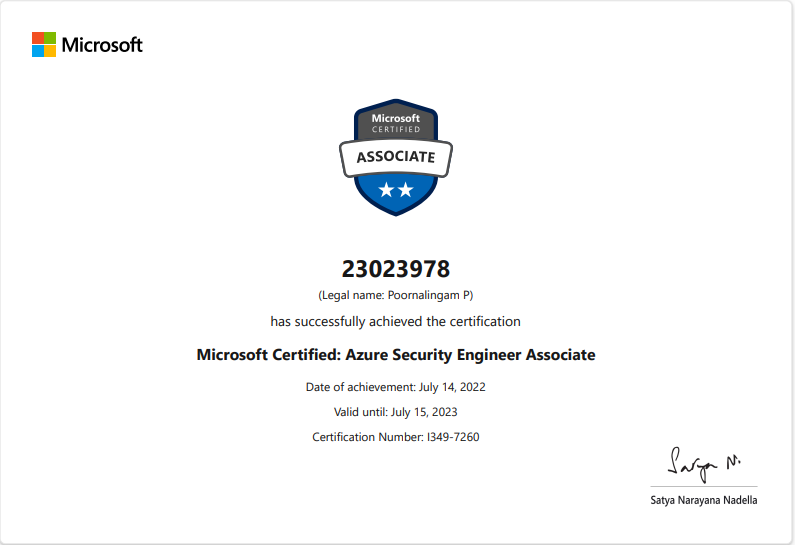 Microsoft
Microsoft
CERTIFIED
ASSOCIATE
23023978
(Legal name: Poornalingam P)
has successfully achieved the certification
Microsoft Certified: Azure Security Engineer Associate
Date of achievement: July 14, 2022
Valid until: July 15, 2023
Certification Number: I349-7260
Satya N.
Satya Narayana Nadella